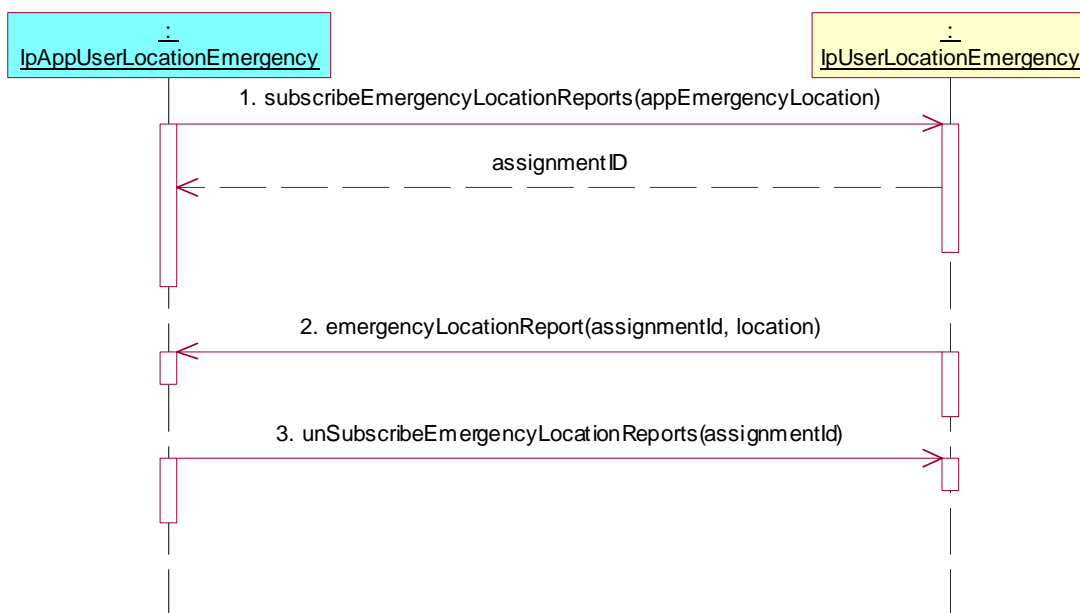 :
IpAppUserLocationEmergency
:
IpUserLocationEmergency
1. subscribeEmergencyLocationReports(appEmergencyLocation)
assignmentID
2. emergencyLocationReport(assignmentId, location)
3. unSubscribeEmergencyLocationReports(assignmentId)